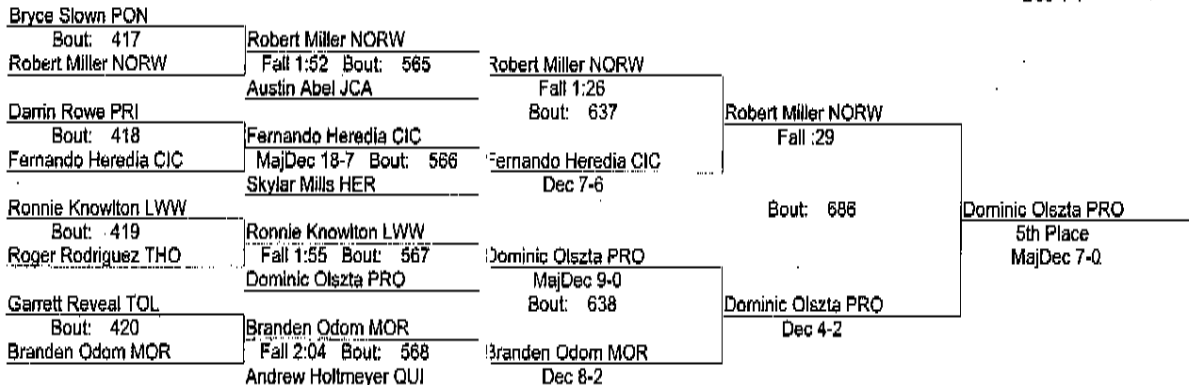 Bryce Slown PON
Bout: 417
Robert Miller NORW
Darrin Rowe PRI
Bout: 418
Fernando Heredia CIC
Ronnie Knowlton LWW
Bout: 419
Roger Rodriguez THO
Garrett Reveal TOL
Bout: 420
Branden Odom MOR
Robert Miller NORW
Fall 1:52 Bout: 565
Austin Abel JCA
Fernando Heredia CIC
MajDec 18-7 Bout: 566
Skylar Mills HER
Ronnie Knowlton LWW
Fall 1:55 Bout: 567
Dominic Olszta PRO
Branden Odom MOR
Fall 2:04 Bout: 568
Andrew Holtmeyer QUI
Robert Miller NORW
Fall 1:26
Bout: 637
Fernando Heredia CIC
Dec 7-6
Dominic Olszta PRO
MajDec 9-0
Bout: 638
Branden Odom MOR
Dec 8-2
Robert Miller NORW
Fall :29
Bout: 686
Dominic Olszta PRO
Dec 4-2
Dominic Olszta PRO
5th Place
MajDec 7-0